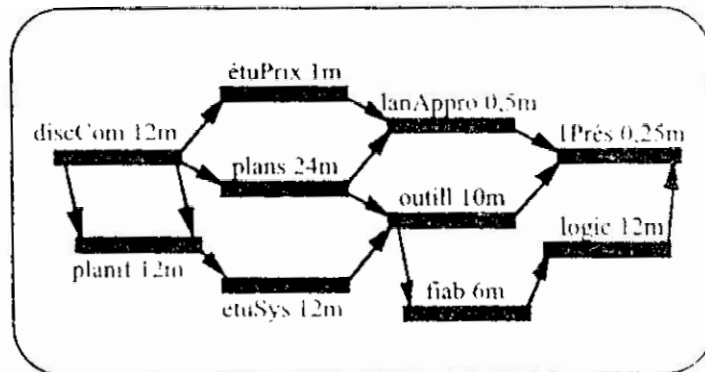 étuPrix 1m
lanAppro 0,5m
discCom 12m
1Prés 0,25m
plans 24m
outill 10m
logic 12m
planif 12m
etuSys 12m
fiab 6m